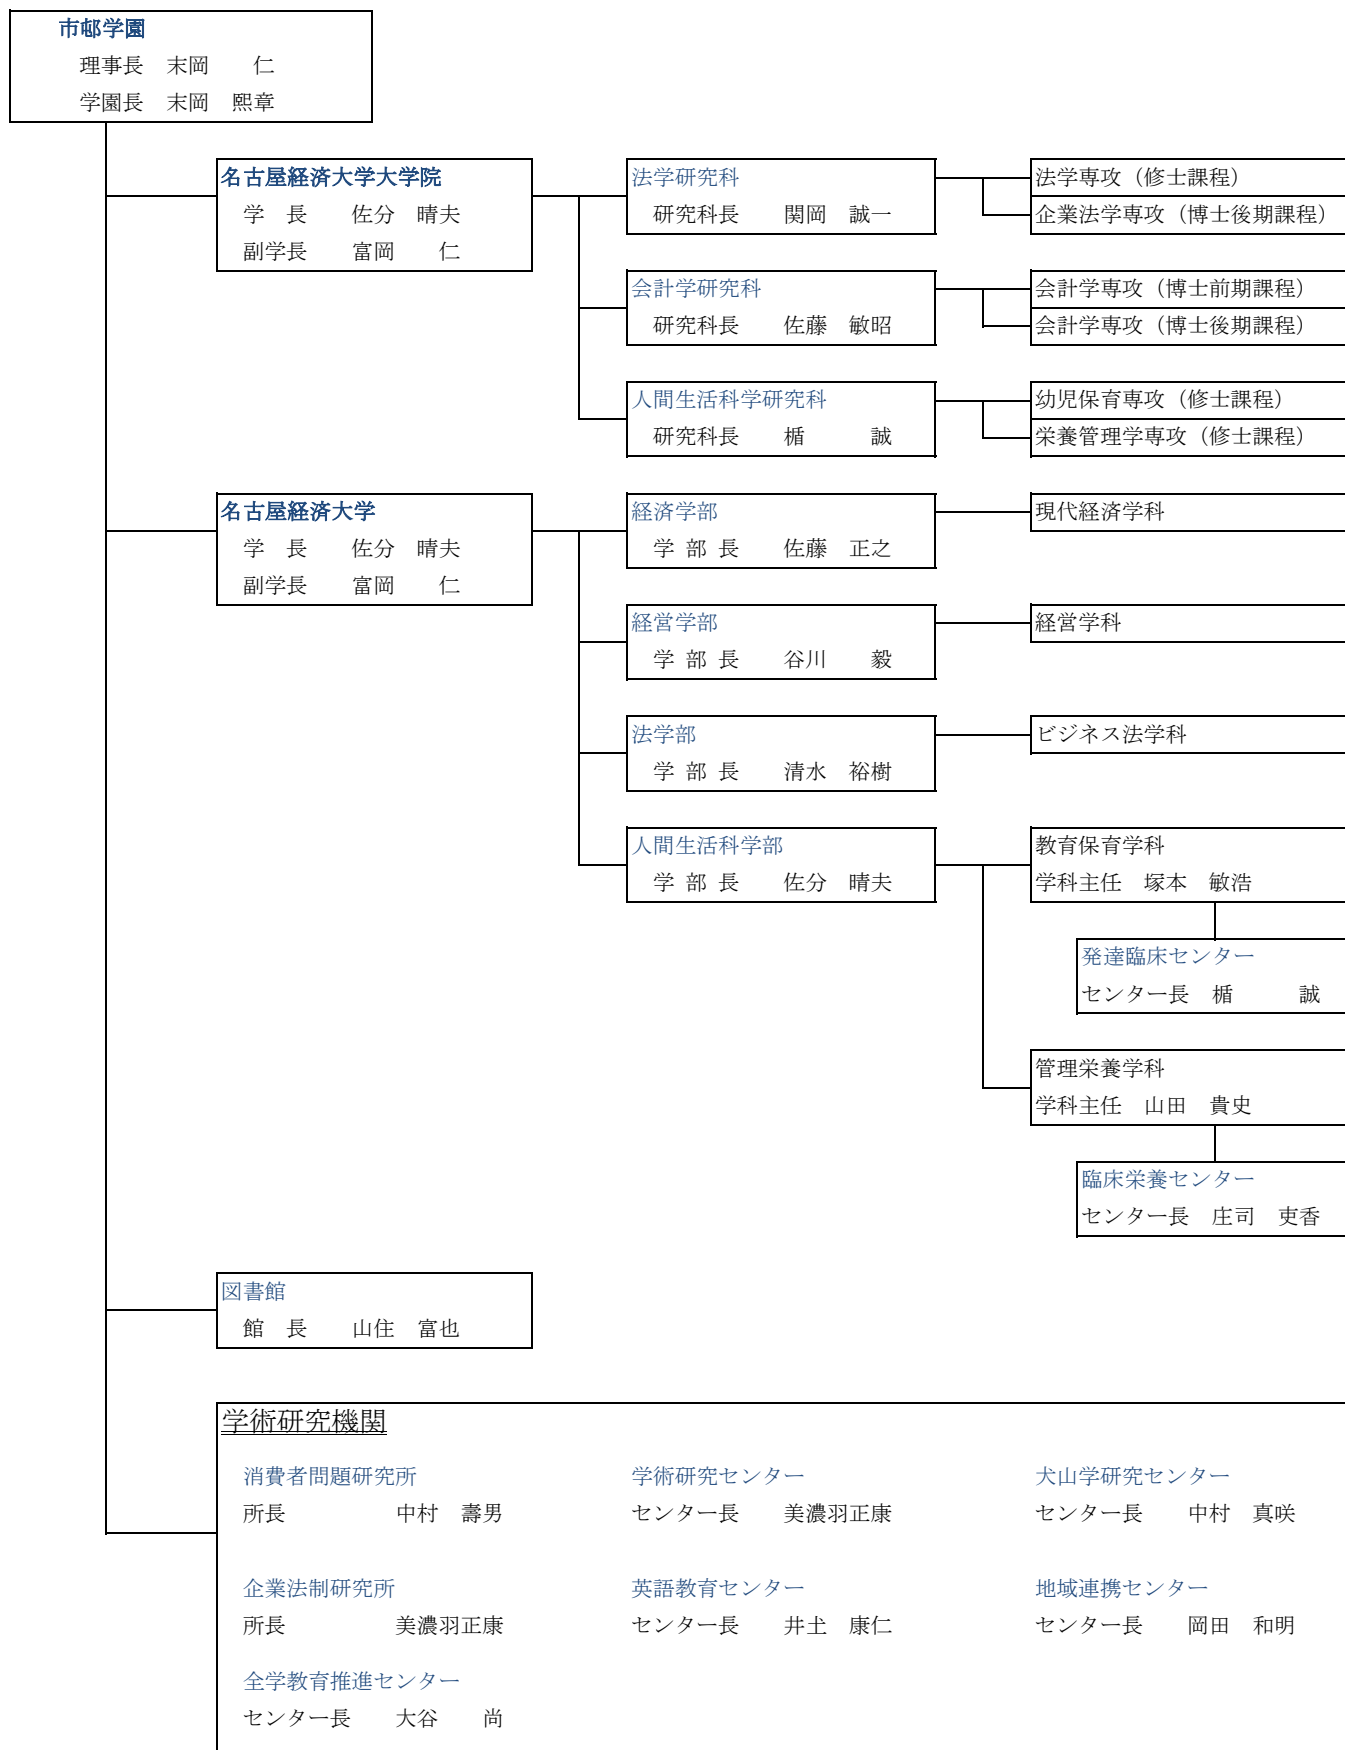 市邨学園
理事長 末岡 仁
学園長 末岡 熙章
名古屋経済大学大学院
学 長 佐分 晴夫
副学長 富岡 仁
法学研究科
研究科長 関岡 誠一
法学専攻（修士課程）
企業法学専攻（博士後期課程）
会計学研究科
研究科長 佐藤 敏昭
会計学専攻（博士前期課程）
会計学専攻（博士後期課程）
人間生活科学研究科
研究科長 楯 誠
幼児保育専攻（修士課程）
栄養管理学専攻（修士課程）
名古屋経済大学
学 長 佐分 晴夫
副学長 富岡 仁
経済学部
学 部 長 佐藤 正之
現代経済学科
経営学部
学 部 長 谷川 毅
経営学科
法学部
学 部 長 清水 裕樹
ビジネス法学科
人間生活科学部
学 部 長 佐分 晴夫
教育保育学科
学科主任 塚本 敏浩
発達臨床センター
センター長 楯 誠
管理栄養学科
学科主任 山田 貴史
臨床栄養センター
センター長 庄司 吏香
図書館
館 長 山住 富也
学術研究機関
消費者問題研究所
所長 中村 壽男
学術研究センター
センター長 美濃羽正康
犬山学研究センター
センター長 中村 真咲
企業法制研究所
所長 美濃羽正康
英語教育センター
センター長 井土 康仁
地域連携センター
センター長 岡田 和明
全学教育推進センター
センター長 大谷 尚